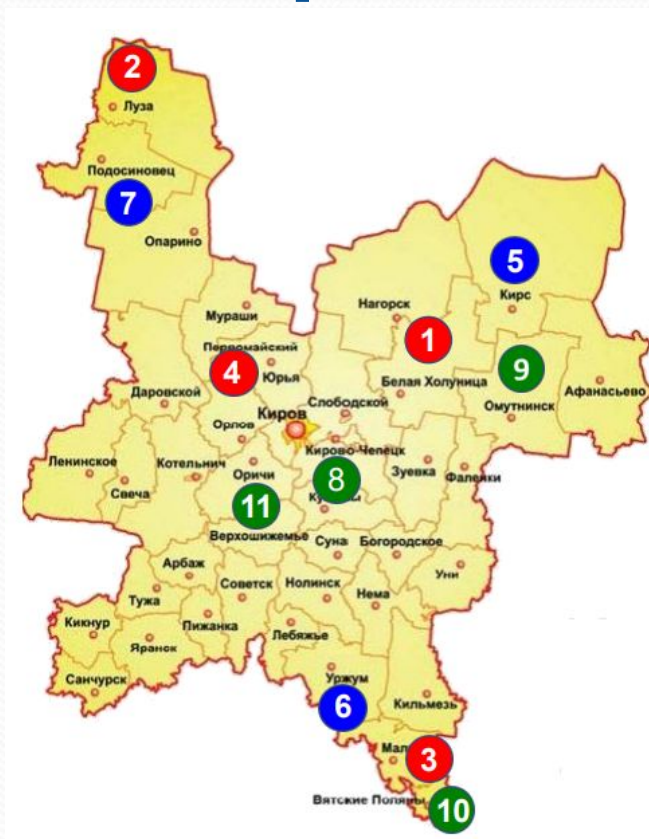 2
Луза
Подосиновец
7
Опарино
5
Кирс
Нагорск
Мураши
1
Первомайский
4
Юрья
9
Белая Холуница
Афанасьево
Даровской
Слободской
Омутнинск
Киров
Орлов
Кирово-Чепецк
Ленинское
Котельнич
Оричи
8
Зуевка
Фаленки
Свеча
11
Верхошижемье
Суна
Богородское
Арбаж
Уни
Советск
Нолинск
Нема
Тужа
Кикнур
Пижанка
Лебяжье
Яранск
Санчурск
Уржум
6
Кильмезь
3
Вятские Поляны
10